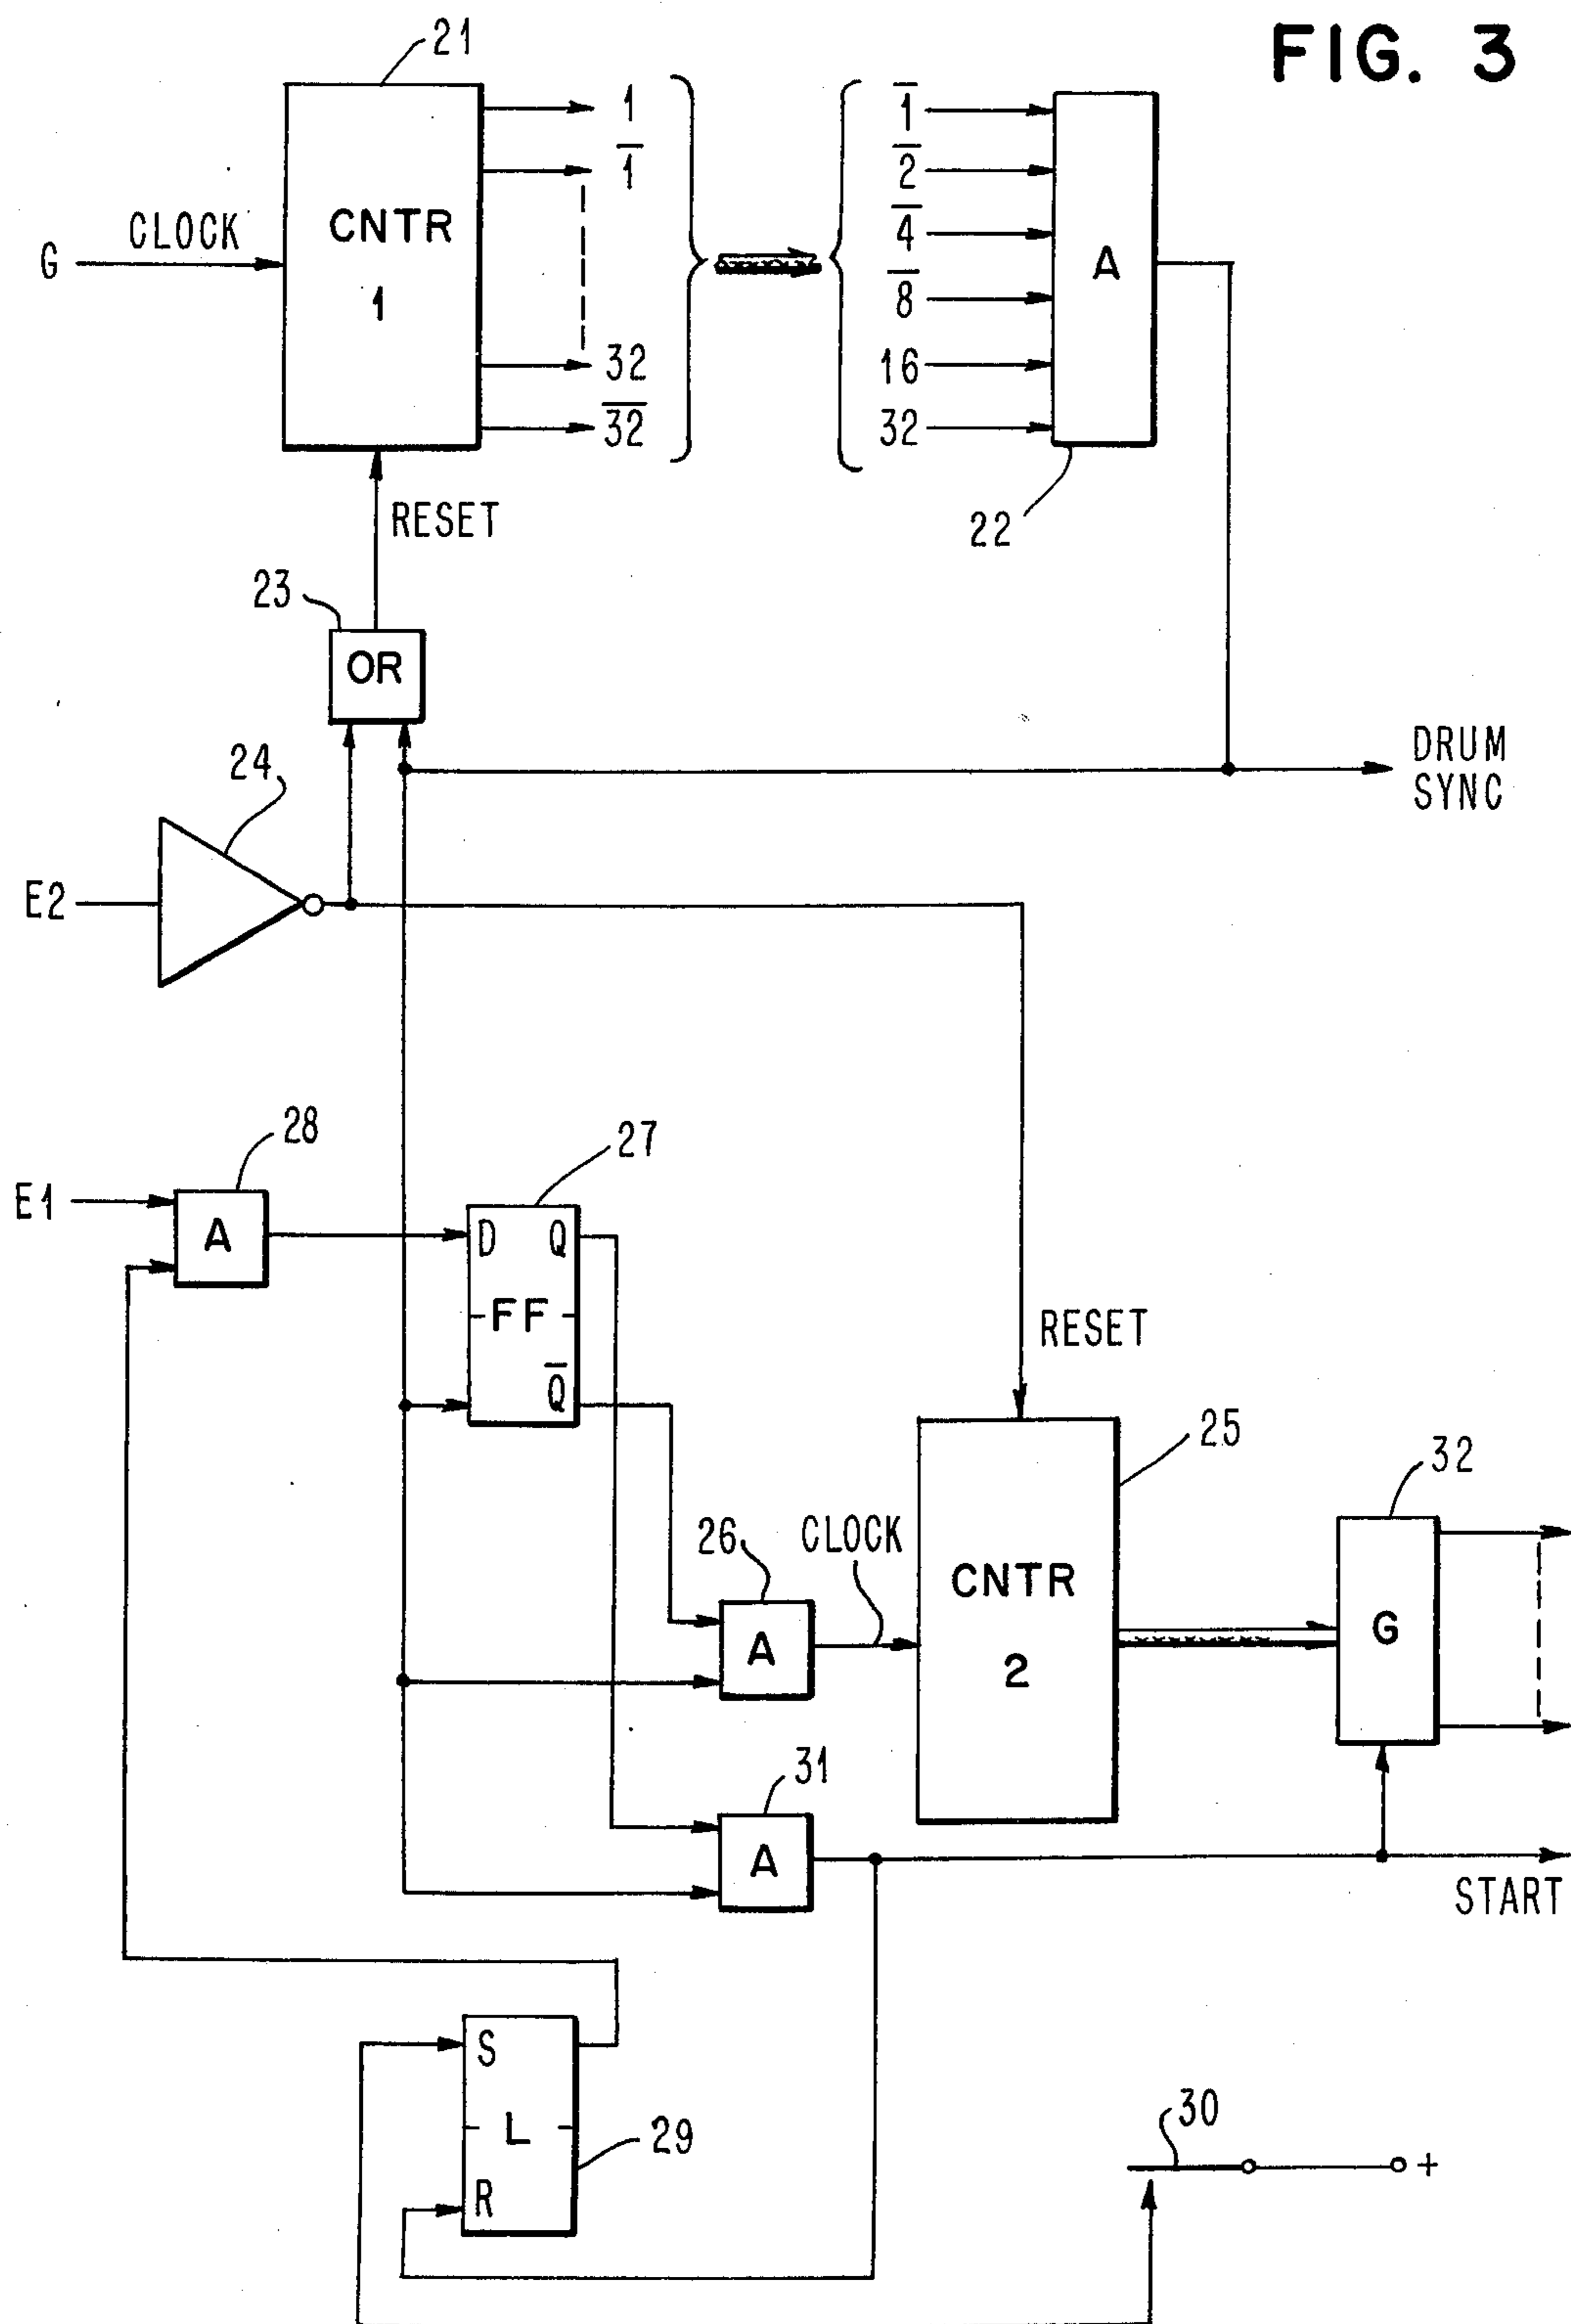 FIG. 3
21
1
1̅
CNTR
1
G
CLOCK
32
3̅2̅
1̅
2̅
4̅
8̅
16
32
A
22
RESET
23
OR
24
DRUM
SYNC
E2
28
27
E1
A
D
Q
FF
Q̅
RESET
25
32
26
CLOCK
A
CNTR
2
G
31
A
START
S
L
R
29
30
+